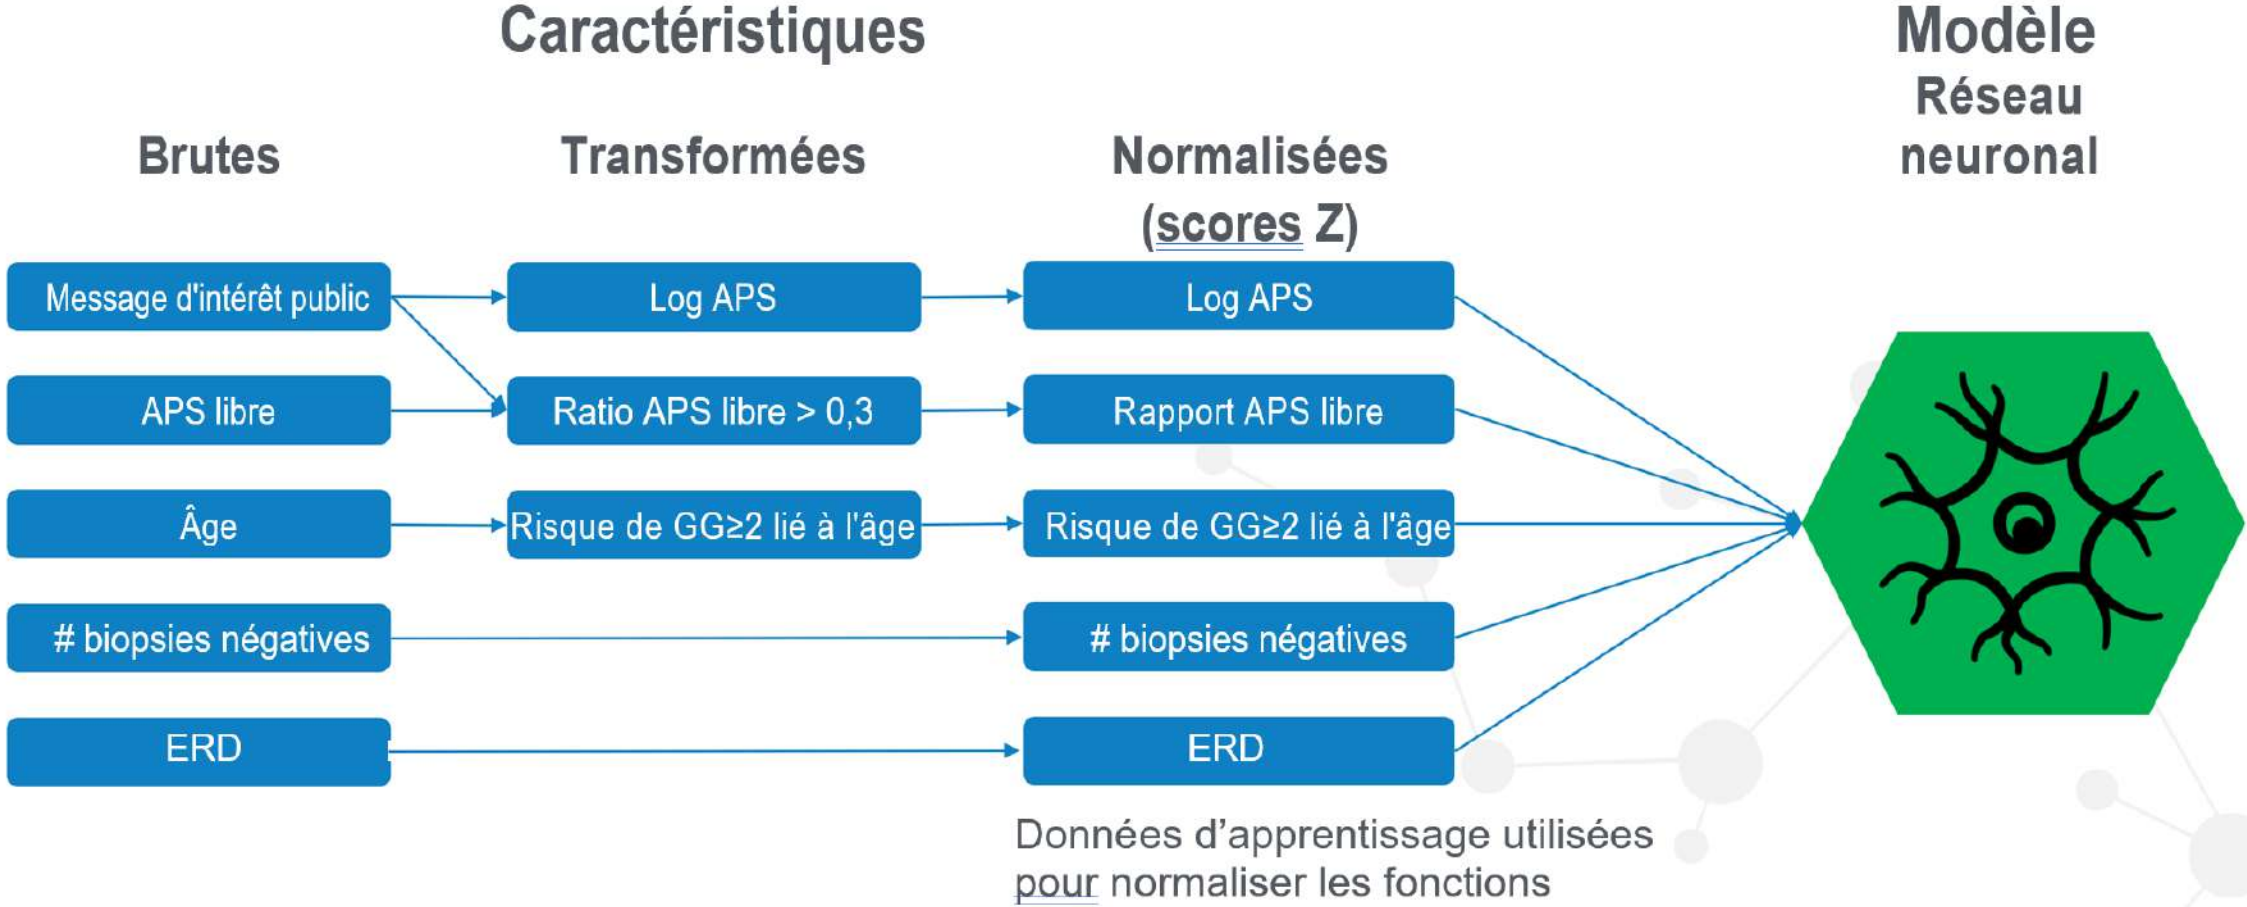 Caractéristiques
Modèle
Réseau
neuronal
Brutes
Transformées
Normalisées
(scores Z)
Message d'intérêt public
Log APS
Log APS
APS libre
Ratio APS libre > 0,3
Rapport APS libre
Âge
Risque de GG≥2 lié à l'âge
Risque de GG≥2 lié à l'âge
# biopsies négatives
# biopsies négatives
ERD
ERD
Données d’apprentissage utilisées
pour normaliser les fonctions